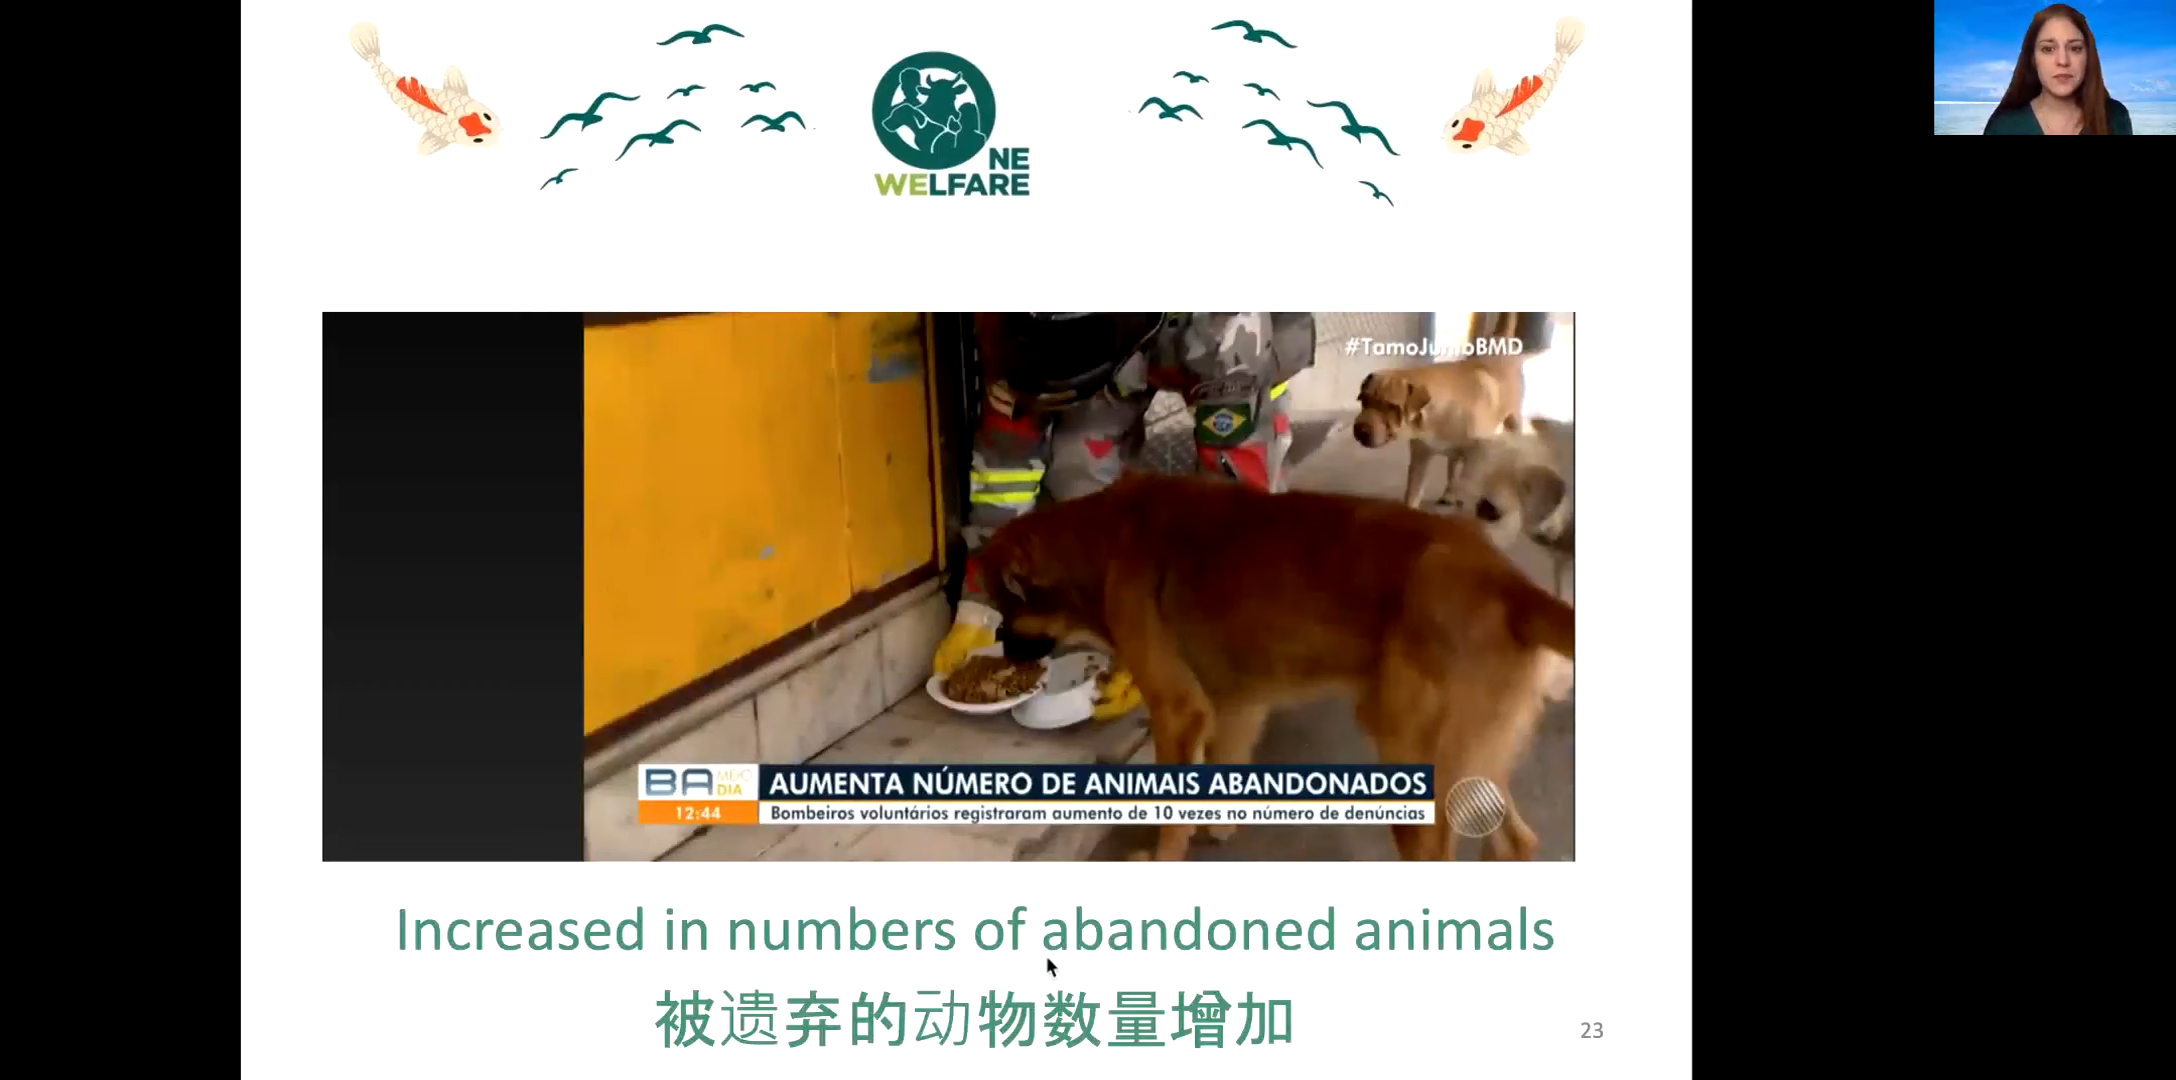 ONE
WELFARE
#TamoJuntoBMD
BA MEIO DIA
AUMENTA NÚMERO DE ANIMAIS ABANDONADOS
12:44
Bombeiros voluntários registraram aumento de 10 vezes no número de denúncias
Increased in numbers of abandoned animals
被遗弃的动物数量增加
23